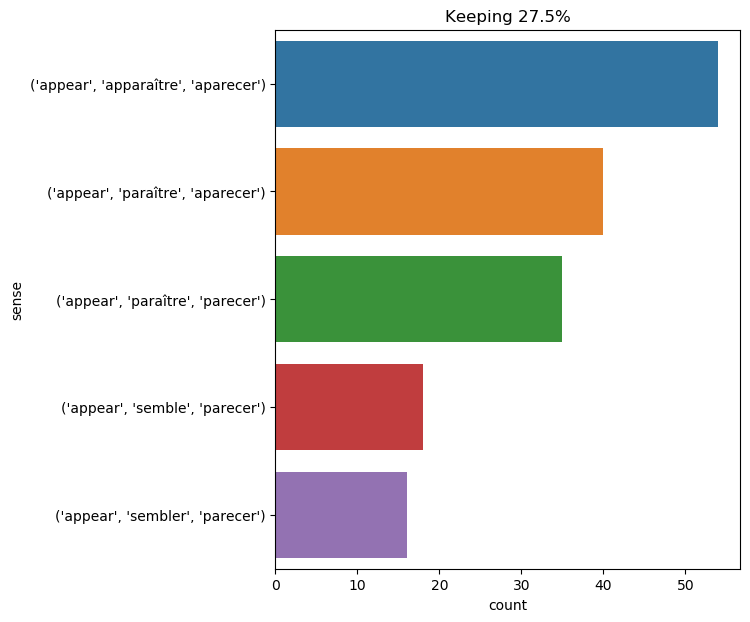 Keeping 27.5%
('appear', 'apparaître', 'aparecer')
('appear', 'paraître', 'aparecer')
('appear', 'paraître', 'parecer')
('appear', 'semble', 'parecer')
('appear', 'sembler', 'parecer')
sense
0 10 20 30 40 50
count